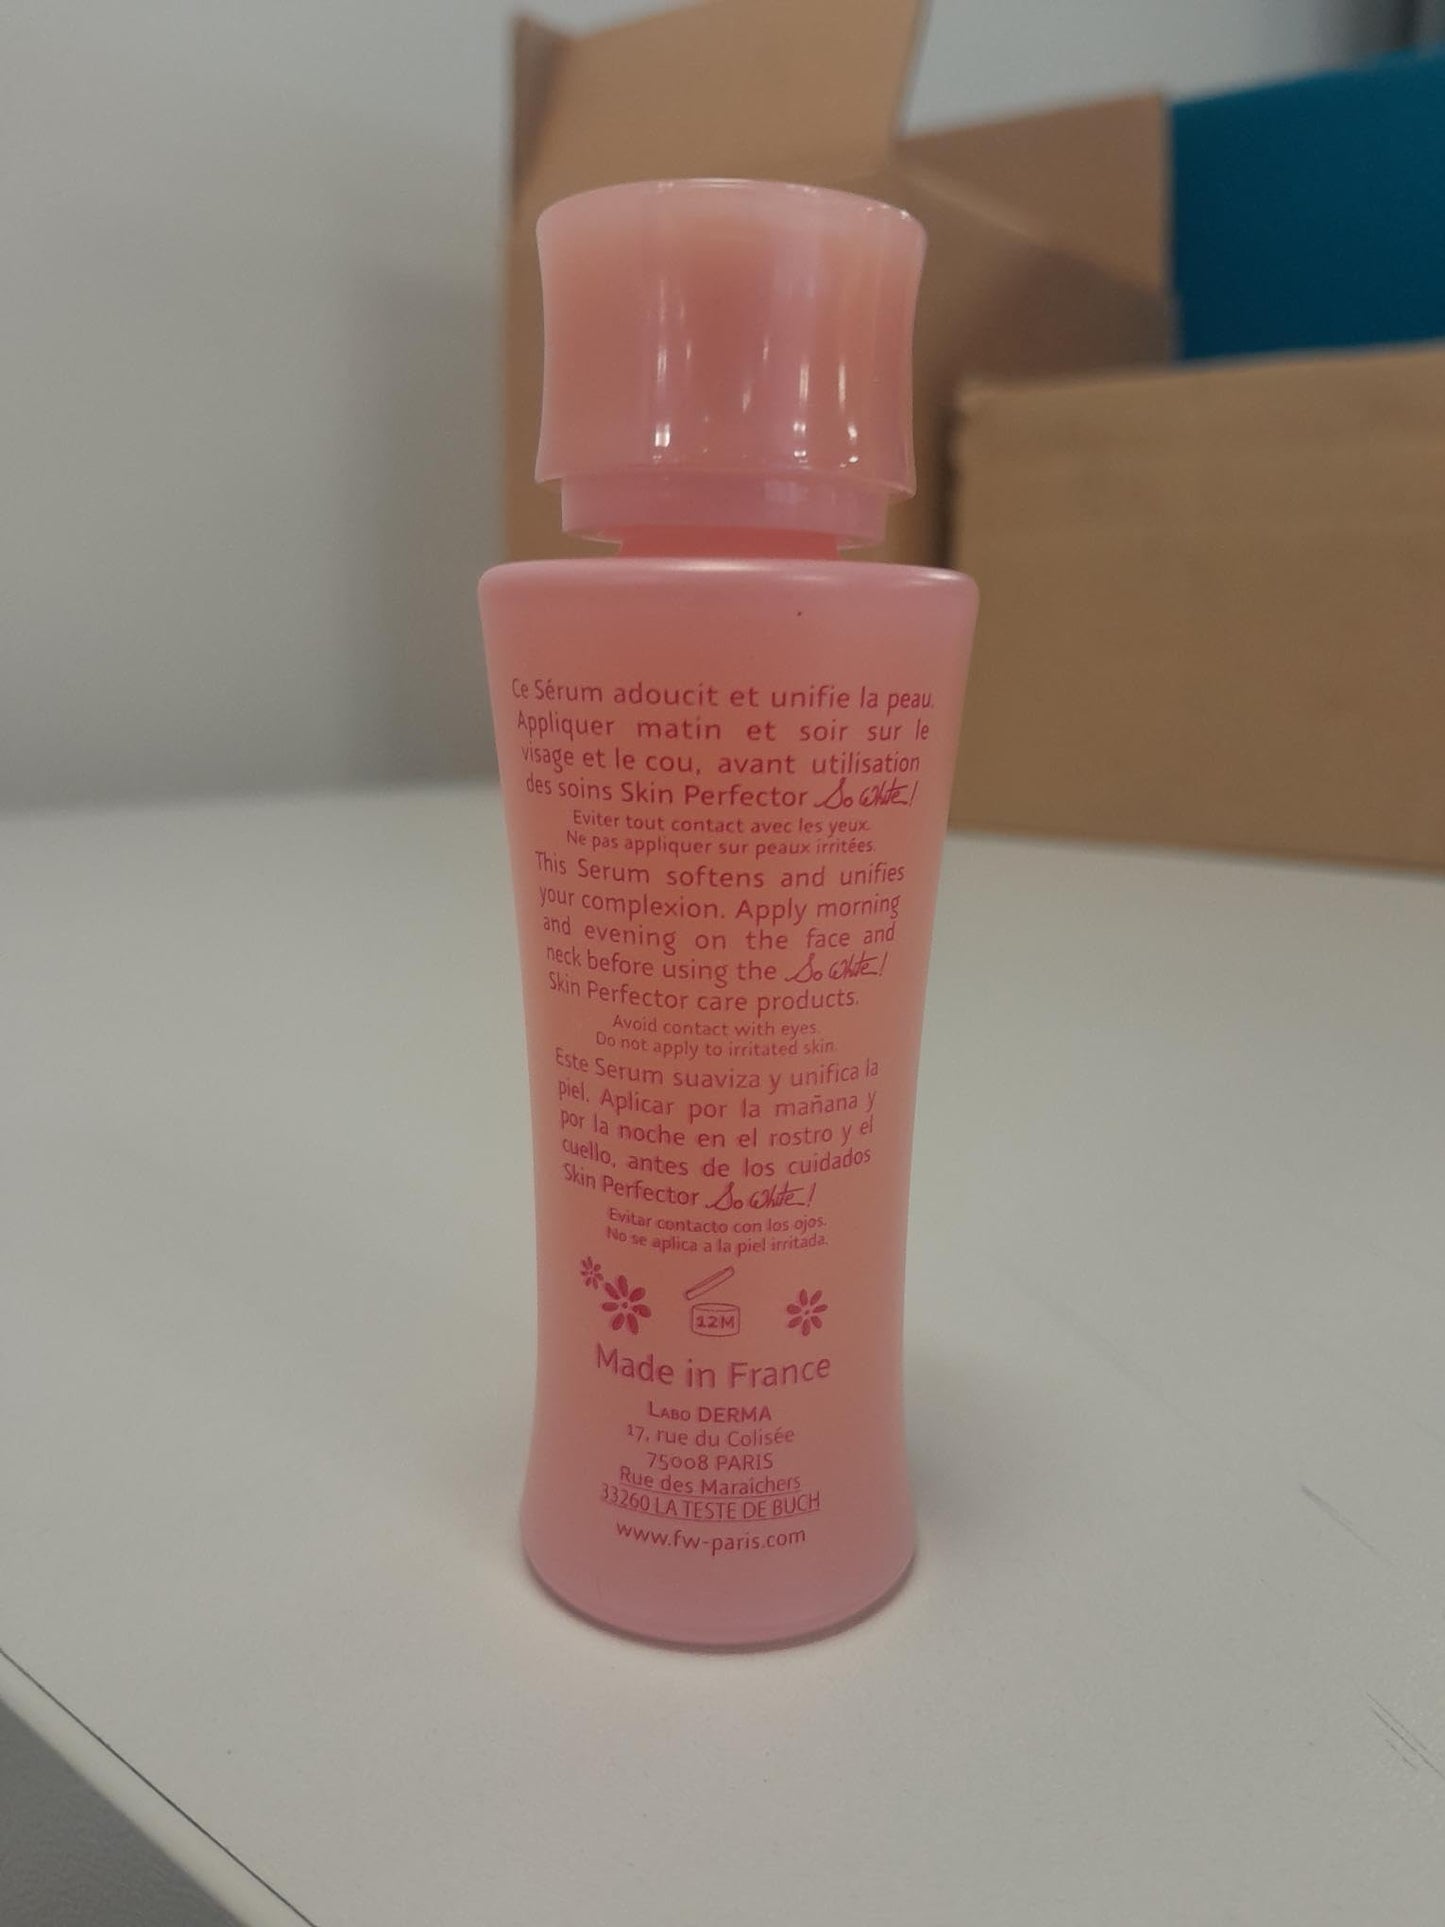 Ce Sérum adoucit et unifie la peau.
Appliquer matin et soir sur le
visage et le cou, avant utilisation
des soins Skin Perfector So White!
Eviter tout contact avec les yeux.
Ne pas appliquer sur peaux irritées.
This Serum softens and unifies
your complexion. Apply morning
and evening on the face and
neck before using the So White!
Skin Perfector care products.
Avoid contact with eyes.
Do not apply to irritated skin.
Este Serum suaviza y unifica la
piel. Aplicar por la mañana y
por la noche en el rostro y el
cuello, antes de los cuidados
Skin Perfector So White!
Evitar contacto con los ojos.
No se aplica a la piel irritada.
12M
Made in France
LABO DERMA
17, rue du Colisée
75008 PARIS
Rue des Maraichers
33260 LA TESTE DE BUCH
www.fw-paris.com